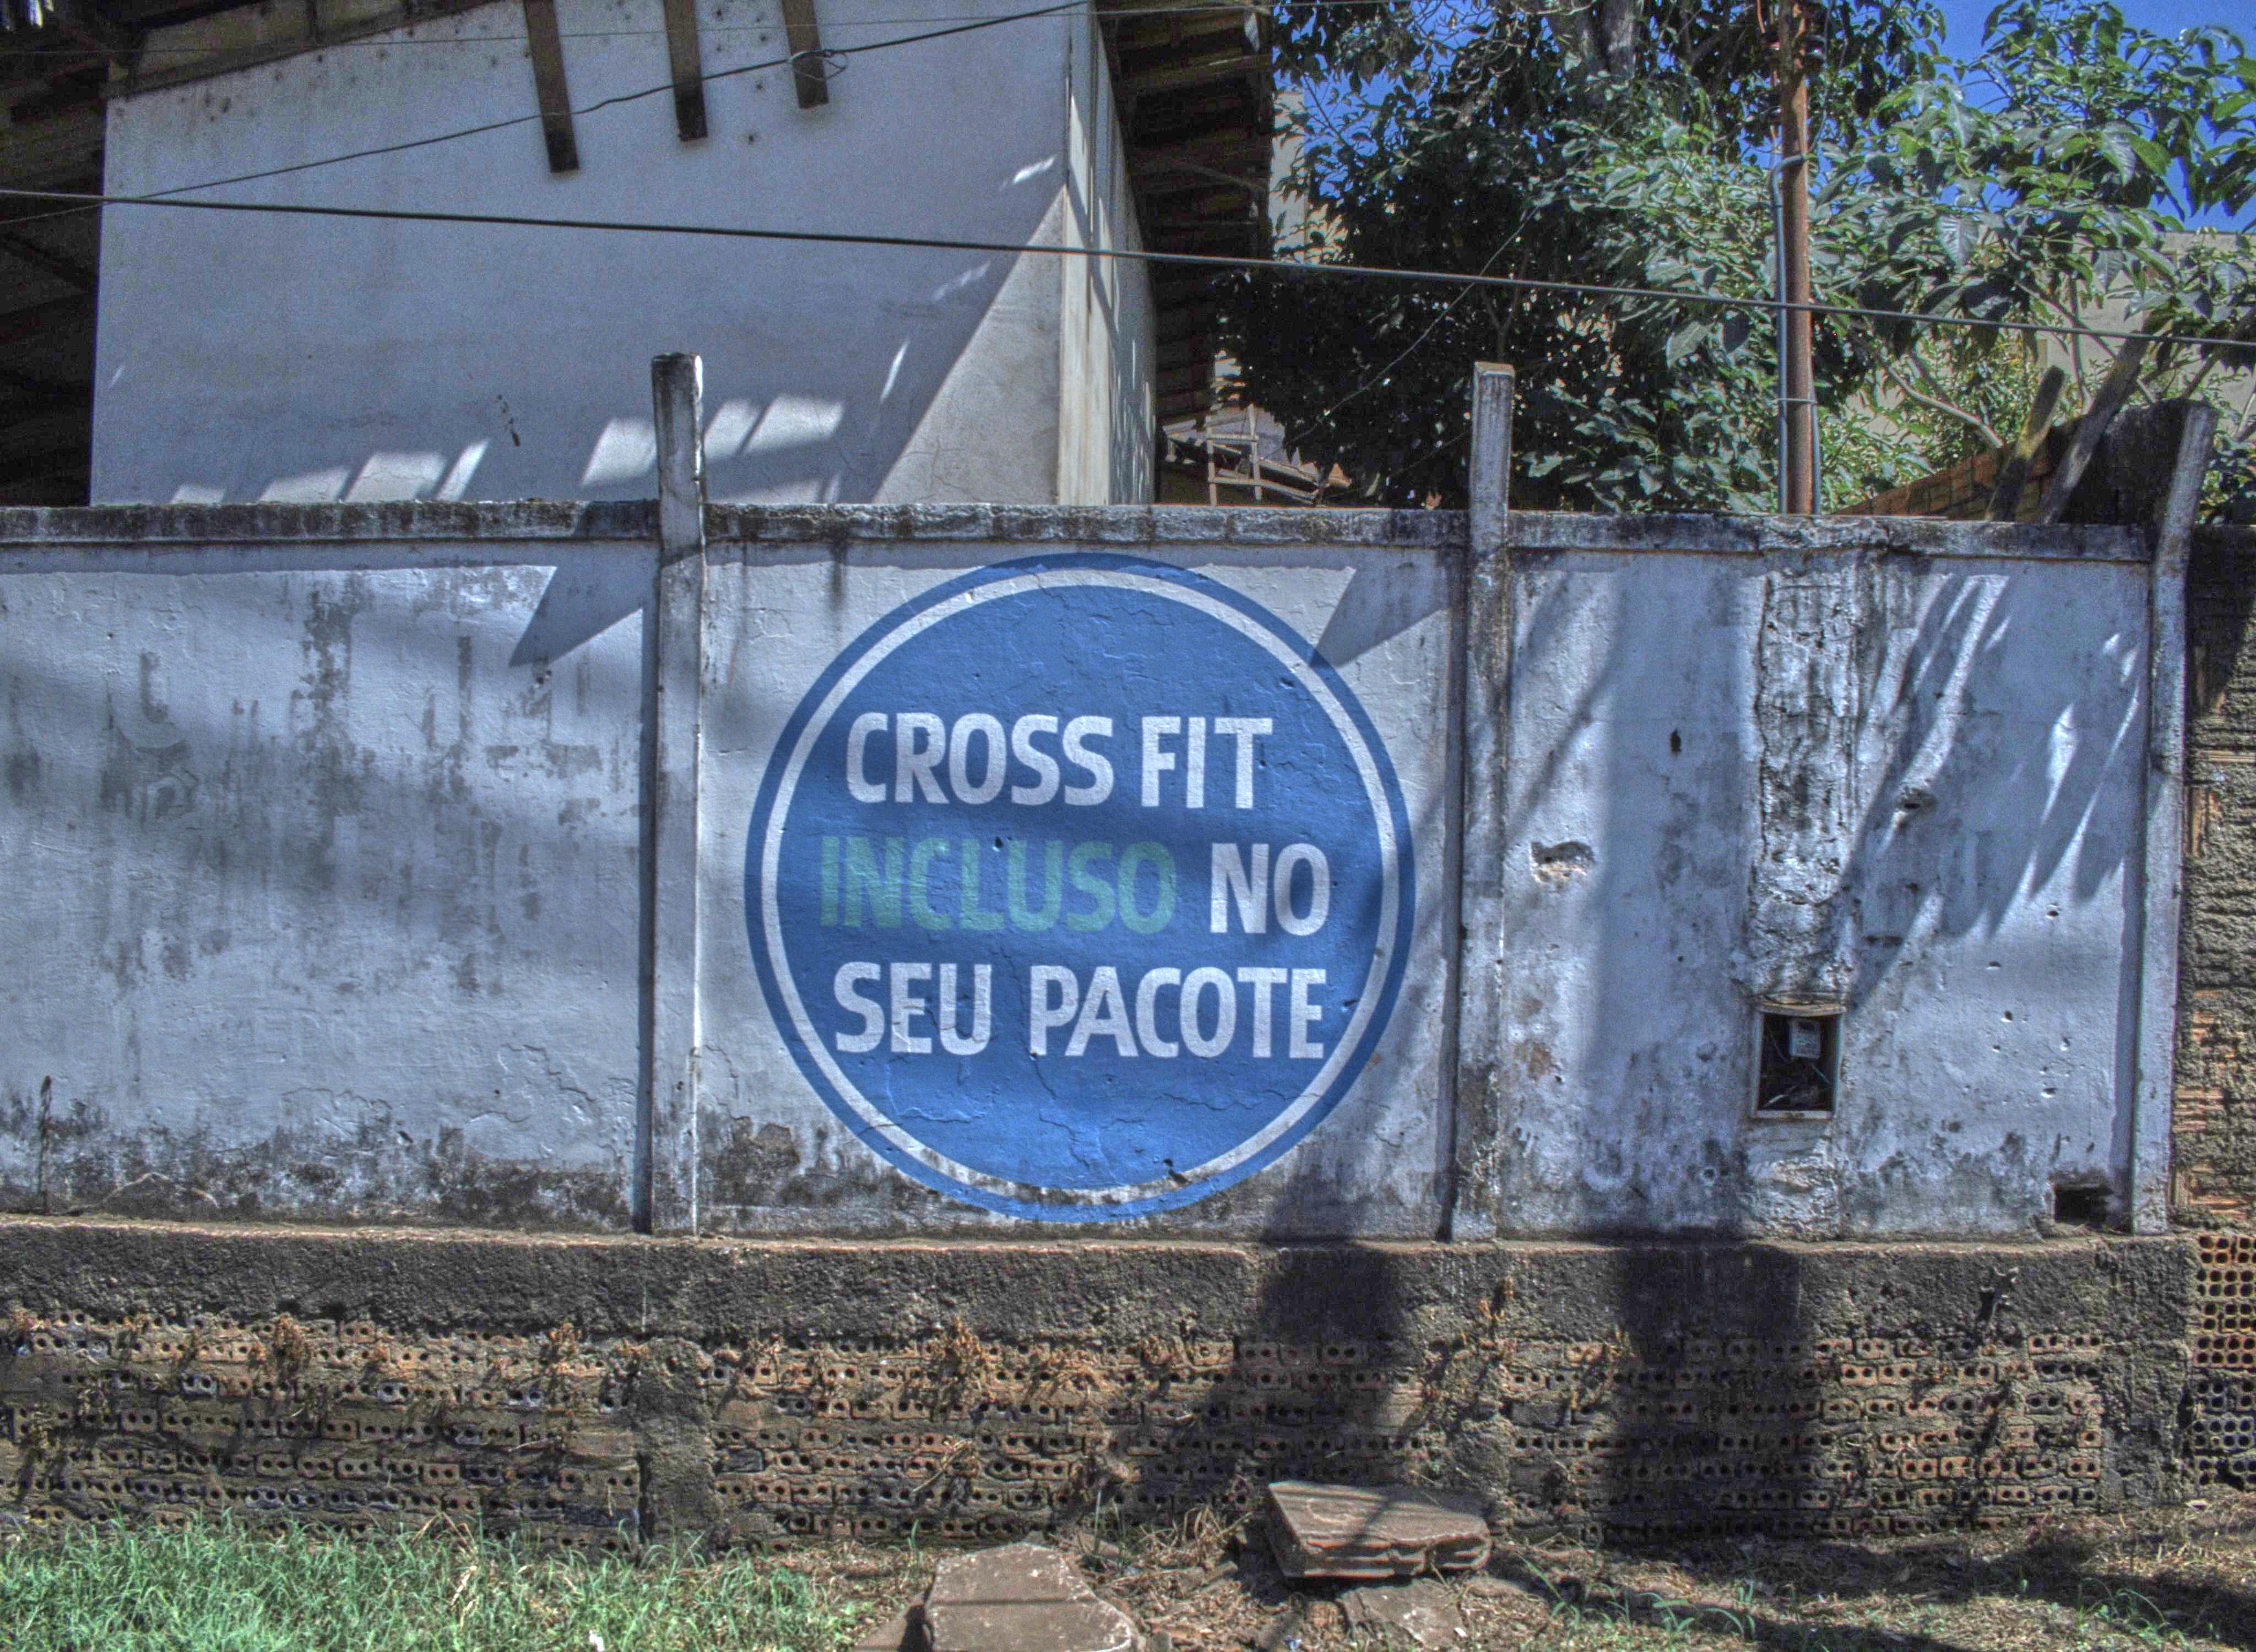 CROSS FIT
INCLUSO NO
SEU PACOTE